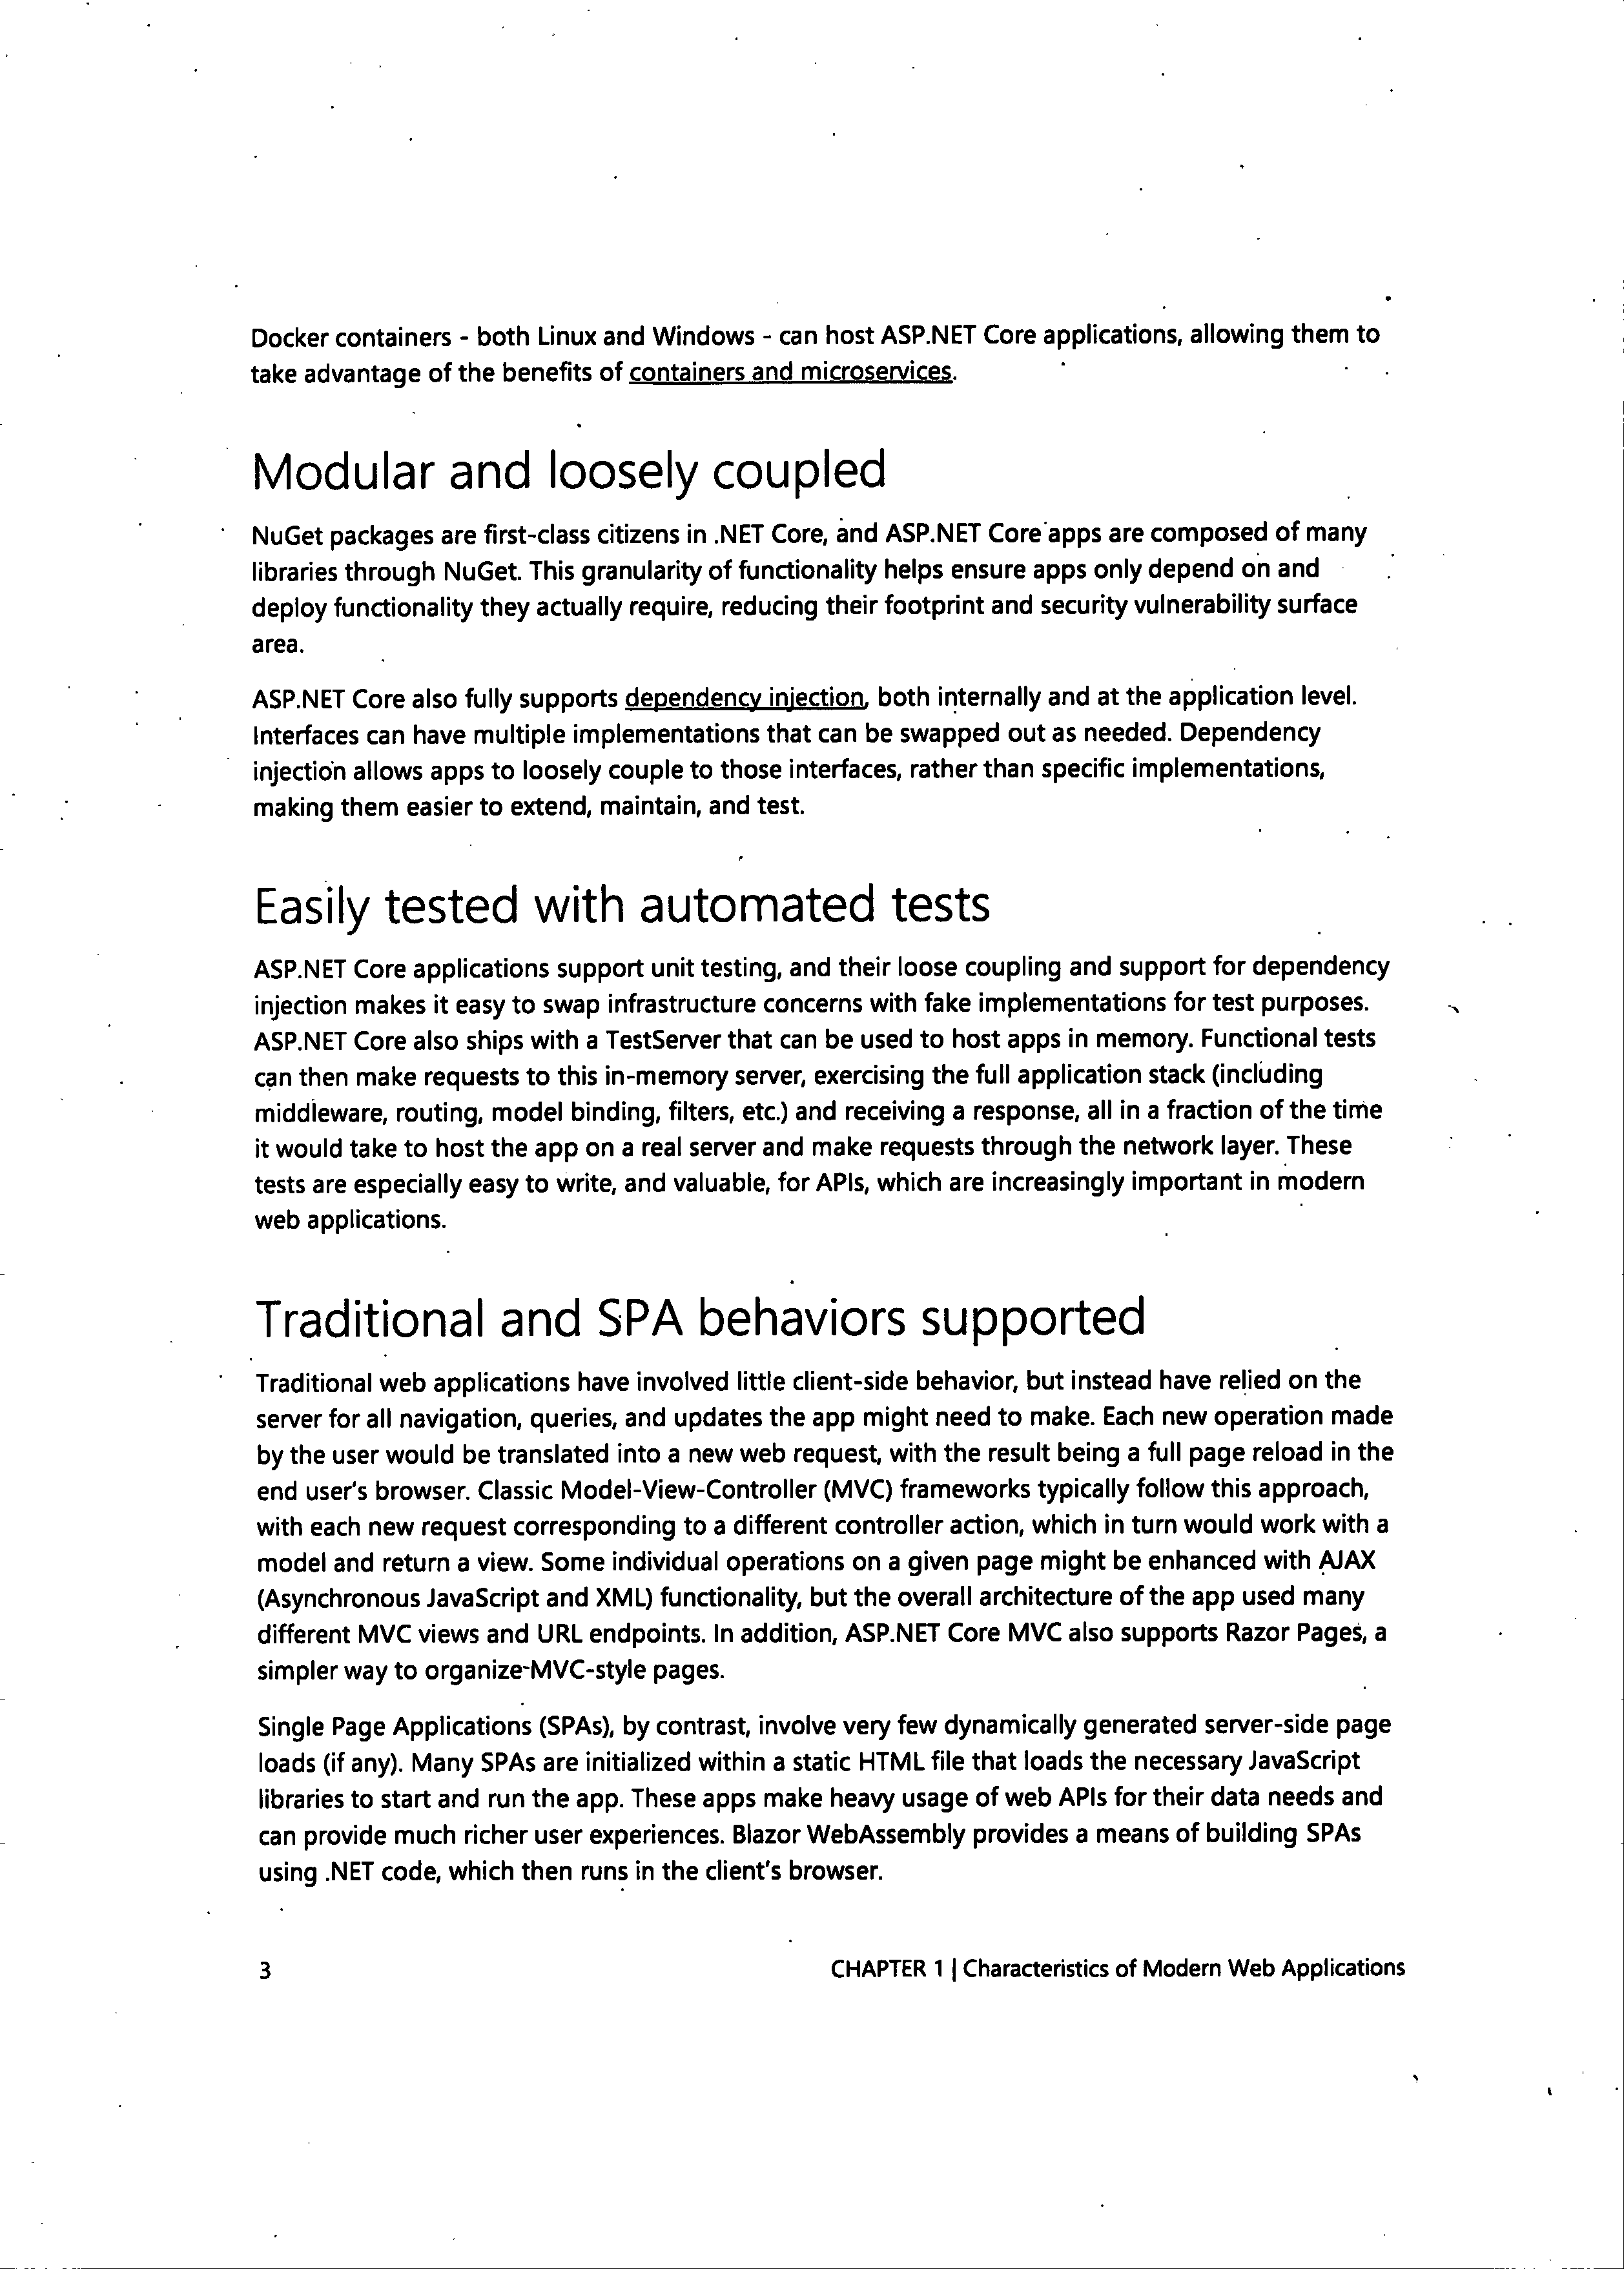 Docker containers - both Linux and Windows - can host ASP.NET Core applications, allowing them to
take advantage of the benefits of containers and microservices.
Modular and loosely coupled
NuGet packages are first-class citizens in .NET Core, and ASP.NET Core apps are composed of many
libraries through NuGet. This granularity of functionality helps ensure apps only depend on and
deploy functionality they actually require, reducing their footprint and security vulnerability surface
area.
ASP.NET Core also fully supports dependency injection, both internally and at the application level.
Interfaces can have multiple implementations that can be swapped out as needed. Dependency
injection allows apps to loosely couple to those interfaces, rather than specific implementations,
making them easier to extend, maintain, and test.
Easily tested with automated tests
ASP.NET Core applications support unit testing, and their loose coupling and support for dependency
injection makes it easy to swap infrastructure concerns with fake implementations for test purposes.
ASP.NET Core also ships with a TestServer that can be used to host apps in memory. Functional tests
can then make requests to this in-memory server, exercising the full application stack (including
middleware, routing, model binding, filters, etc.) and receiving a response, all in a fraction of the time
it would take to host the app on a real server and make requests through the network layer. These
tests are especially easy to write, and valuable, for APIs, which are increasingly important in modern
web applications.
Traditional and SPA behaviors supported
Traditional web applications have involved little client-side behavior, but instead have relied on the
server for all navigation, queries, and updates the app might need to make. Each new operation made
by the user would be translated into a new web request, with the result being a full page reload in the
end user's browser. Classic Model-View-Controller (MVC) frameworks typically follow this approach,
with each new request corresponding to a different controller action, which in turn would work with a
model and return a view. Some individual operations on a given page might be enhanced with AJAX
(Asynchronous JavaScript and XML) functionality, but the overall architecture of the app used many
different MVC views and URL endpoints. In addition, ASP.NET Core MVC also supports Razor Pages, a
simpler way to organize MVC-style pages.
Single Page Applications (SPAs), by contrast, involve very few dynamically generated server-side page
loads (if any). Many SPAs are initialized within a static HTML file that loads the necessary JavaScript
libraries to start and run the app. These apps make heavy usage of web APIs for their data needs and
can provide much richer user experiences. Blazor WebAssembly provides a means of building SPAs
using .NET code, which then runs in the client's browser.
3 CHAPTER 1 | Characteristics of Modern Web Applications